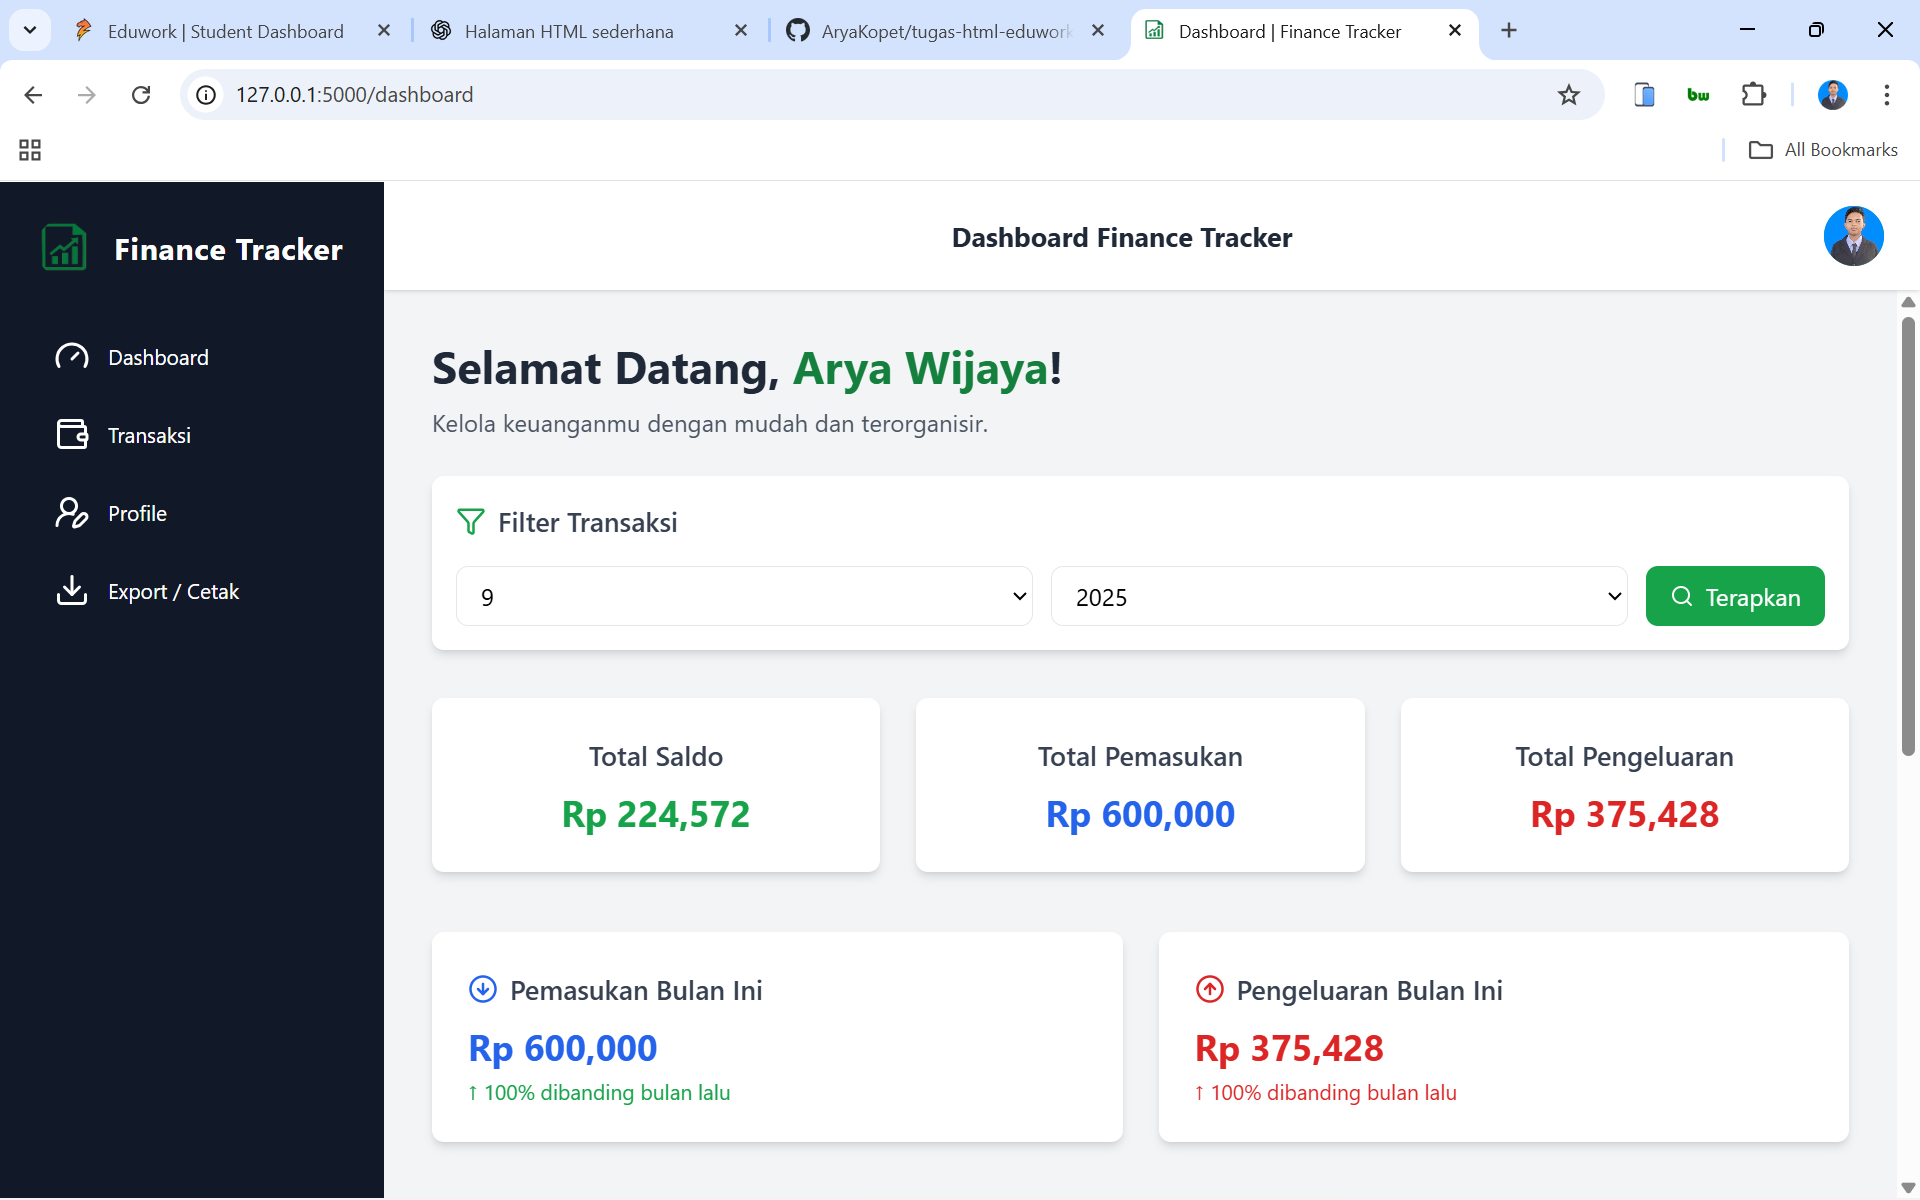 Eduwork | Student Dashboard
Halaman HTML sederhana
AryaKopet/tugas-html-eduwork
Dashboard | Finance Tracker
127.0.0.1:5000/dashboard
bw
All Bookmarks
Finance Tracker
Dashboard Finance Tracker
Dashboard
Transaksi
Profile
Export / Cetak
Selamat Datang, Arya Wijaya!
Kelola keuanganmu dengan mudah dan terorganisir.
Filter Transaksi
9
2025
Terapkan
Total Saldo
Rp 224,572
Total Pemasukan
Rp 600,000
Total Pengeluaran
Rp 375,428
Pemasukan Bulan Ini
Rp 600,000
↑ 100% dibanding bulan lalu
Pengeluaran Bulan Ini
Rp 375,428
↑ 100% dibanding bulan lalu